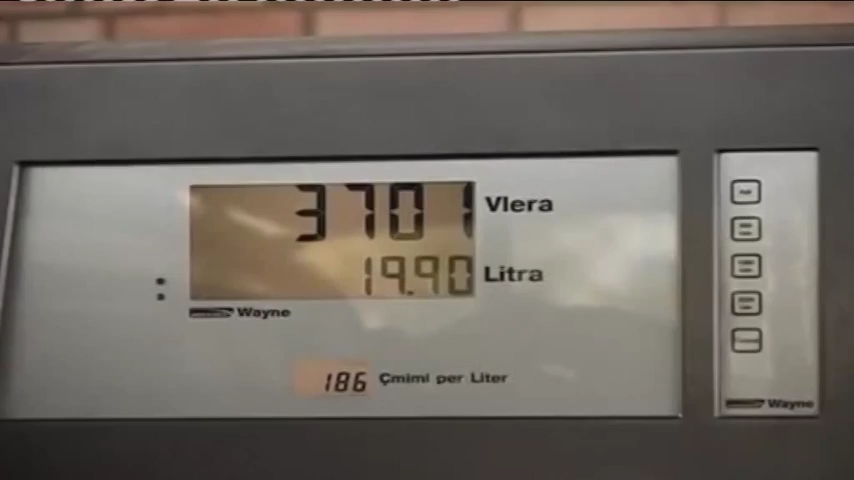 3701 Vlera
19.90 Litra
Wayne
186 Çmimi per Liter
Wayne